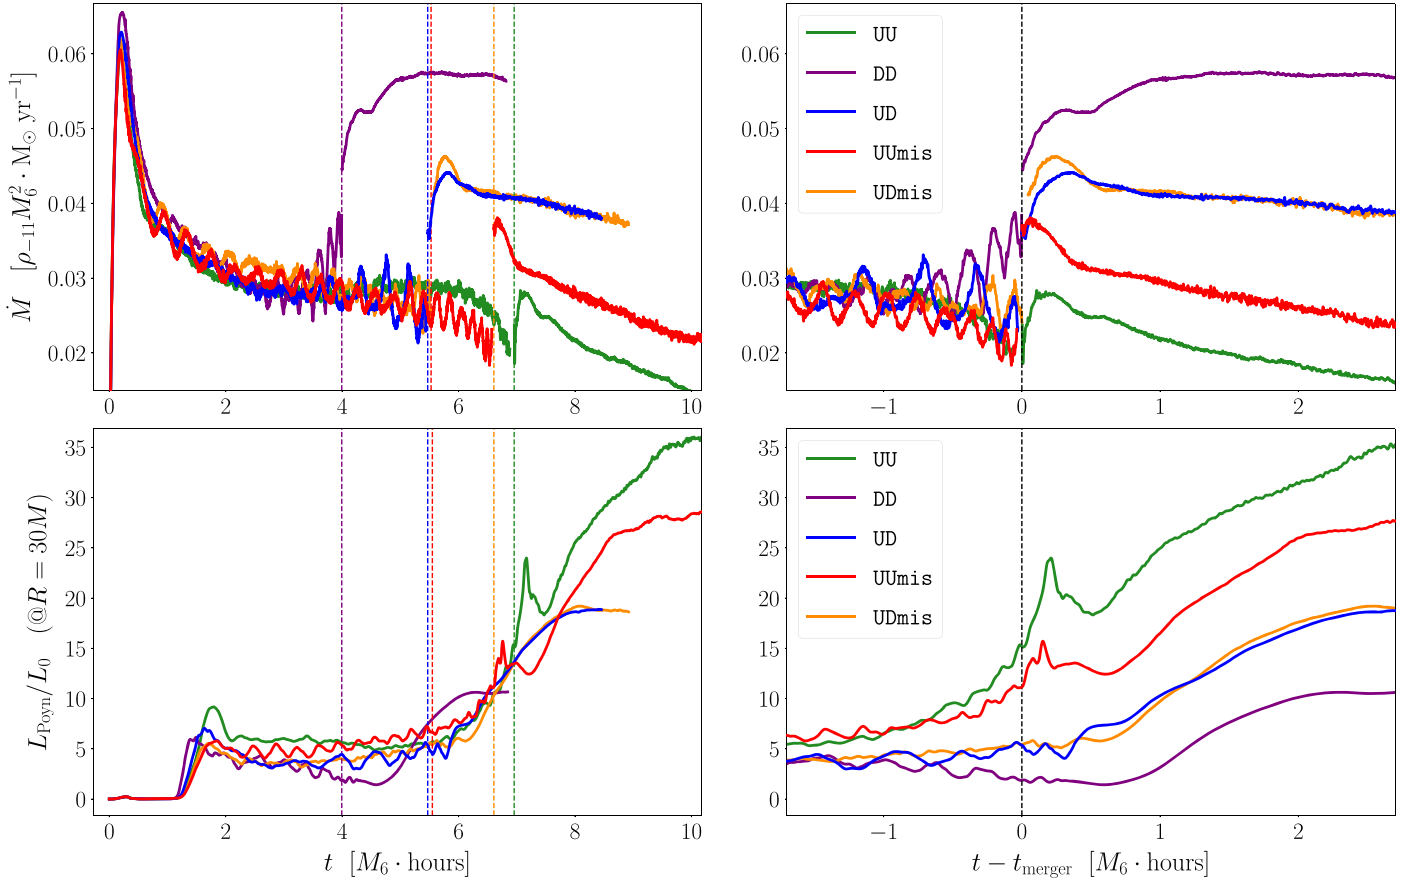 0.06
0.05
0.04
0.03
0.02
Ṁ [ρ₋₁₁M₆² · M⊙ yr⁻¹]
0 2 4 6 8 10
UU
DD
UD
UUmis
UDmis
0.06
0.05
0.04
0.03
0.02
−1 0 1 2
35
30
25
20
15
10
5
0
L_Poyn/L₀ (@R = 30M)
0 2 4 6 8 10
t [M₆ · hours]
UU
DD
UD
UUmis
UDmis
35
30
25
20
15
10
5
0
−1 0 1 2
t − t_merger [M₆ · hours]